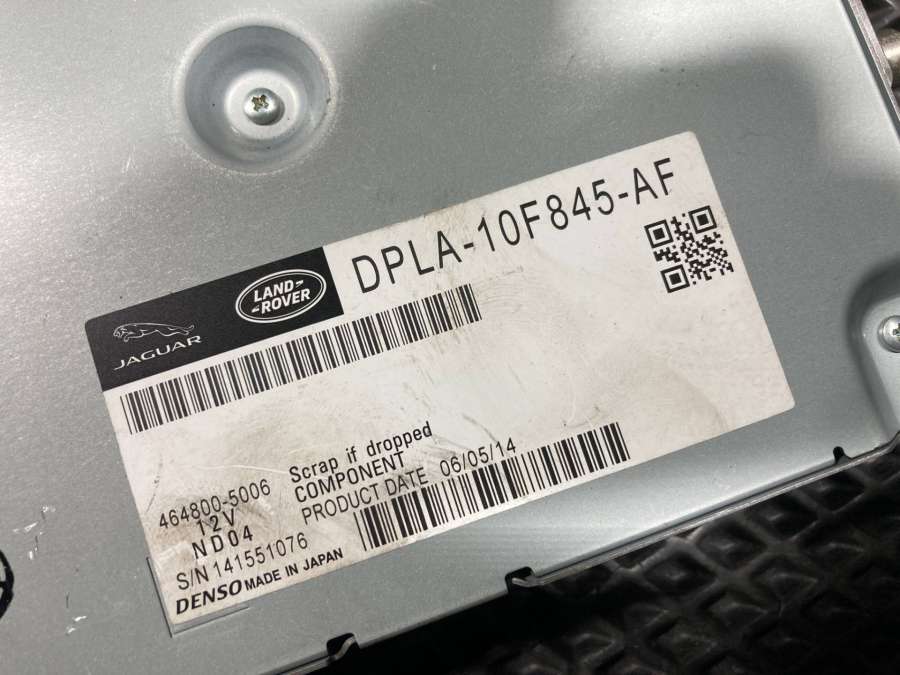 DPLA-10F845-AF
LAND-
-ROVER
JAGUAR
Scrap if dropped
COMPONENT
PRODUCT DATE 06/05/14
464800-5006
12V
ND04
S/N 141551076
DENSO MADE IN JAPAN